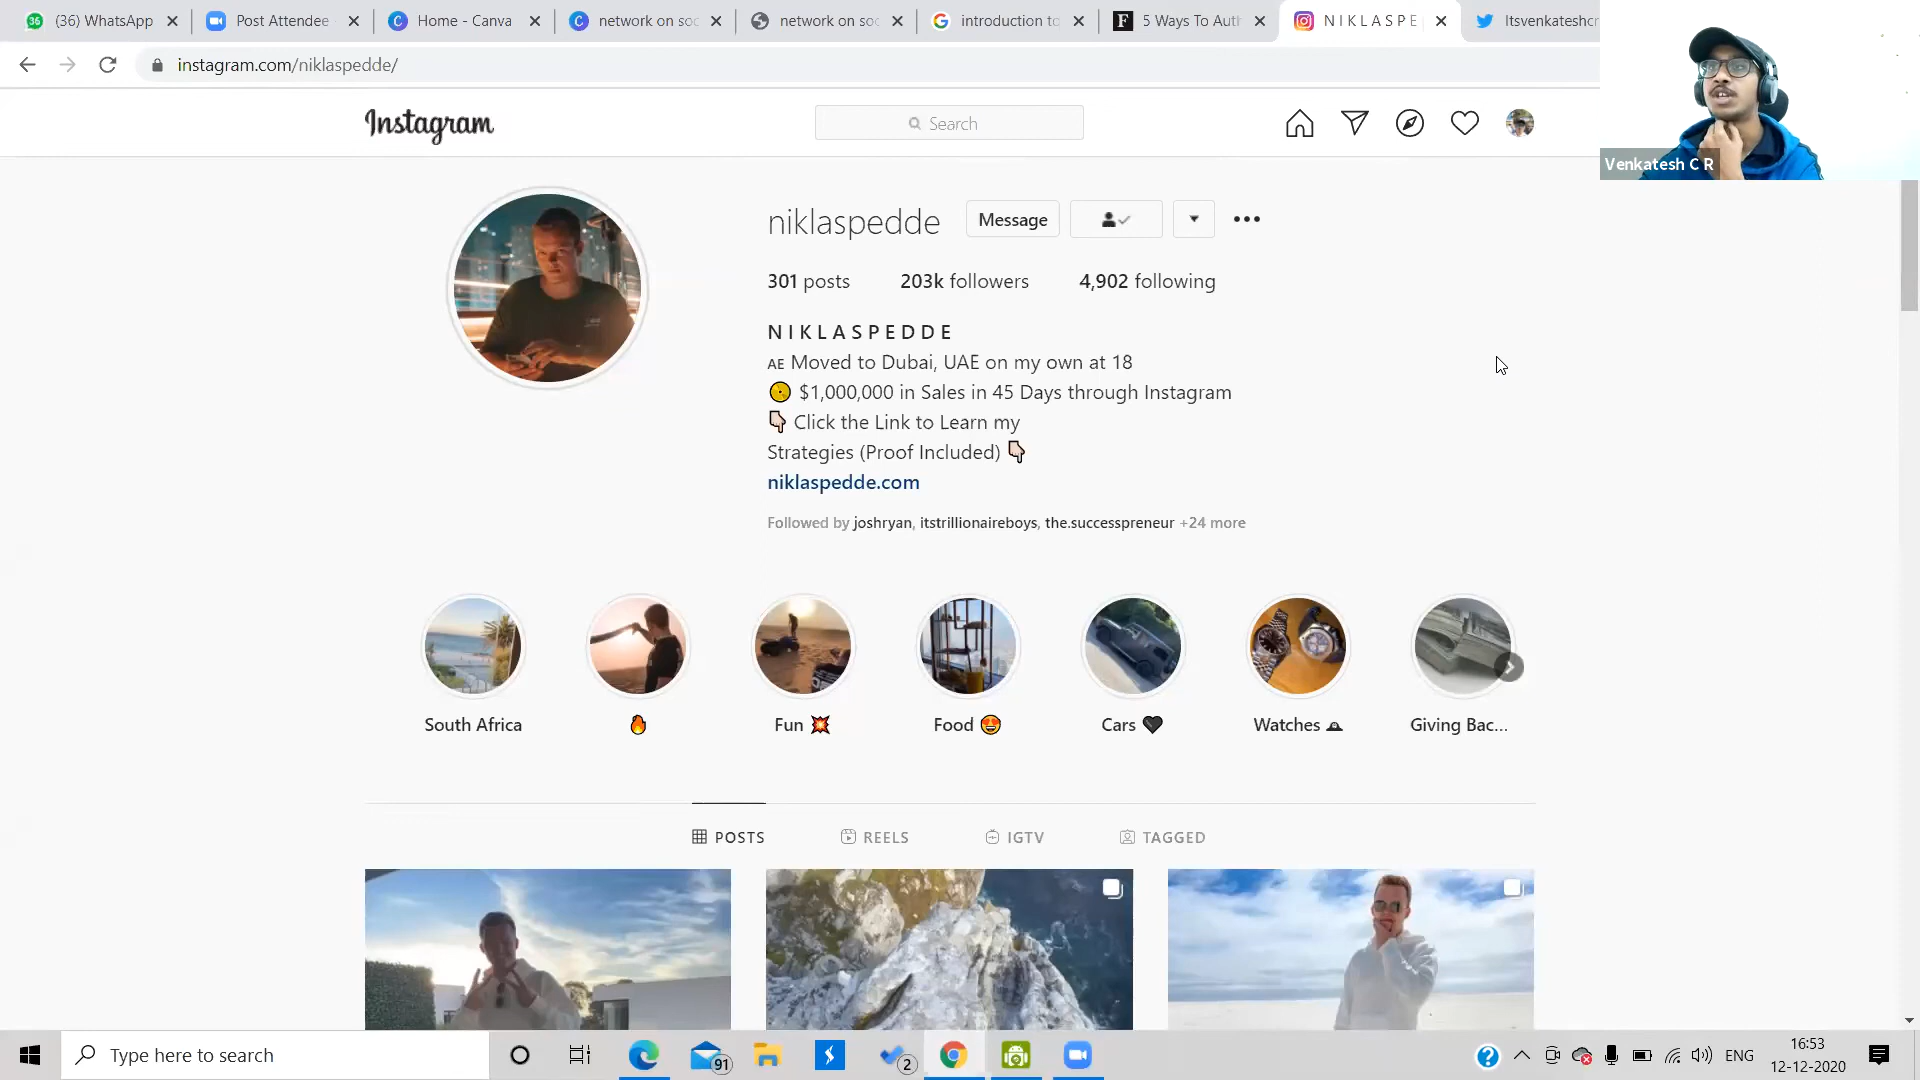 (36) WhatsApp
Post Attendee -
Home - Canva
network on soc
network on soc
introduction to
5 Ways To Auth
N I K L A S P E
Itsvenkateshcr
instagram.com/niklaspedde/
Venkatesh C R
Instagram
Search
niklaspedde
Message
301 posts
203k followers
4,902 following
N I K L A S P E D D E
AE Moved to Dubai, UAE on my own at 18
$1,000,000 in Sales in 45 Days through Instagram
Click the Link to Learn my
Strategies (Proof Included)
niklaspedde.com
Followed by joshryan, itstrillionaireboys, the.successpreneur +24 more
South Africa
Fun
Food
Cars
Watches
Giving Bac...
POSTS
REELS
IGTV
TAGGED
Type here to search
91
2
ENG
16:53
12-12-2020